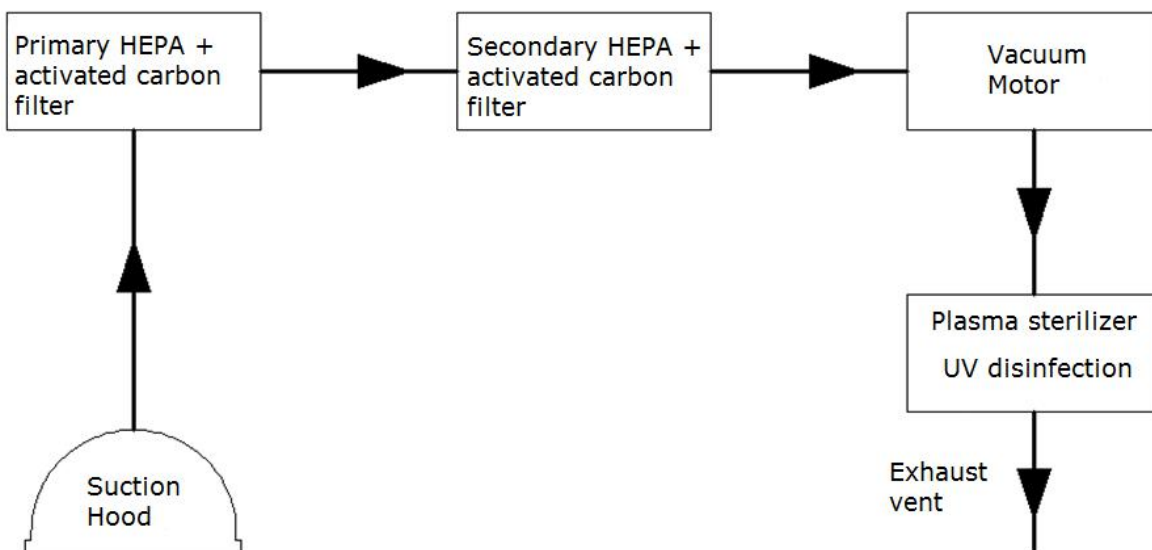 Primary HEPA +
activated carbon
filter
Secondary HEPA +
activated carbon
filter
Vacuum
Motor
Plasma sterilizer
UV disinfection
Exhaust
vent
Suction
Hood